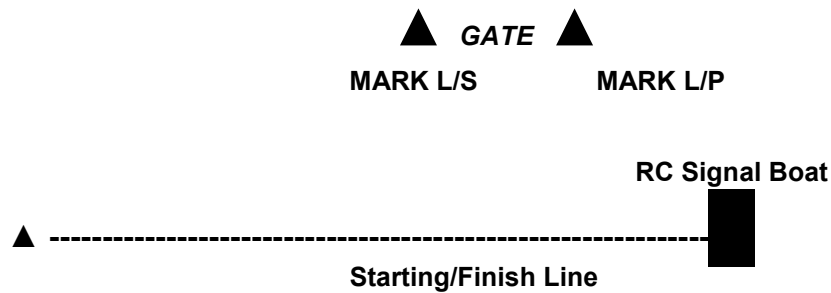 GATE
MARK L/S MARK L/P
RC Signal Boat
Starting/Finish Line